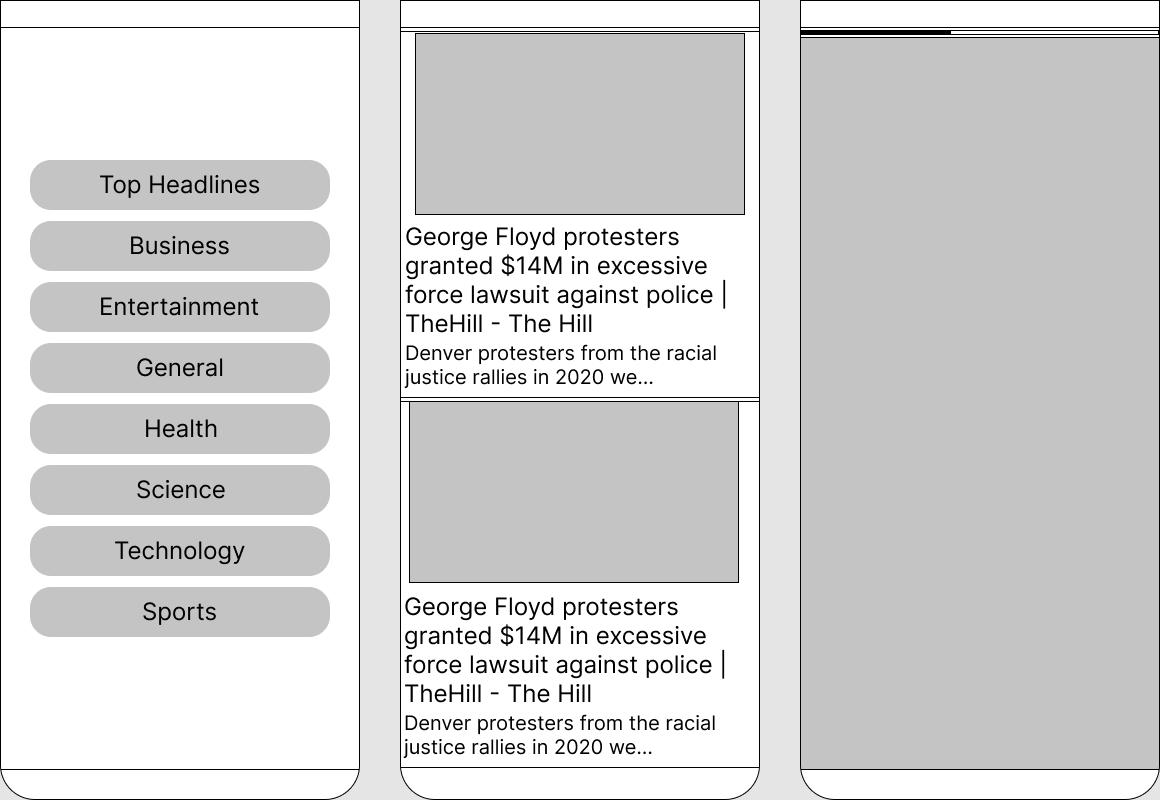 Top Headlines
Business
Entertainment
General
Health
Science
Technology
Sports
George Floyd protesters
granted $14M in excessive
force lawsuit against police |
TheHill - The Hill
Denver protesters from the racial
justice rallies in 2020 we...
George Floyd protesters
granted $14M in excessive
force lawsuit against police |
TheHill - The Hill
Denver protesters from the racial
justice rallies in 2020 we...